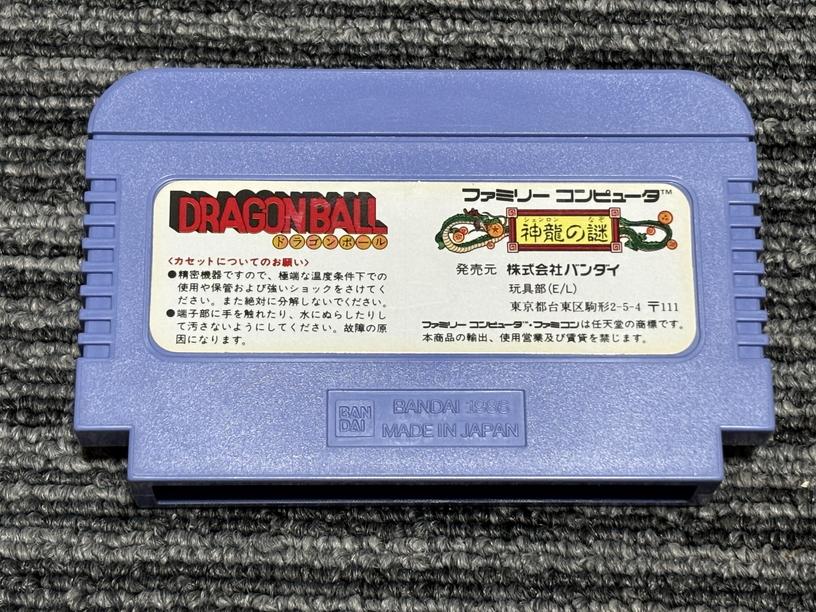 DRAGONBALL
ドラゴンボール
〈カセットについてのお願い〉
●精密機器ですので、極端な温度条件下での
使用や保管および強いショックをさけてく
ださい。また絶対に分解しないでください。
●端子部に手を触れたり、水にぬらしたりし
て汚さないようにしてください。故障の原
因になります。
ファミリー コンピュータ™
シェンロン なぞ
神龍の謎
発売元 株式会社バンダイ
玩具部(E/L)
東京都台東区駒形2-5-4 〒111
ファミリー コンピュータ™・ファミコンは任天堂の商標です。
本商品の輸出、使用営業及び賃貸を禁じます。
BAN
DAI
BANDAI 1986
MADE IN JAPAN